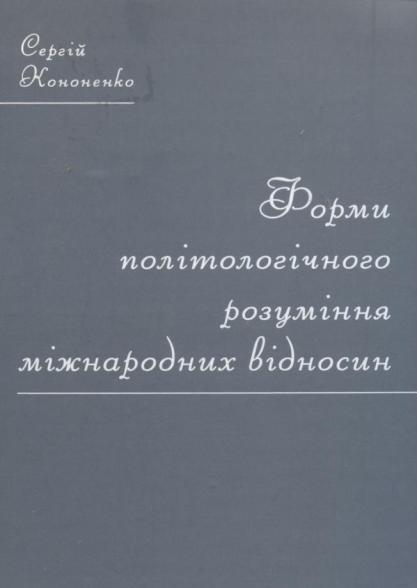 Сергій
Кононенко
Форми
політологічного
розуміння
міжнародних відносин